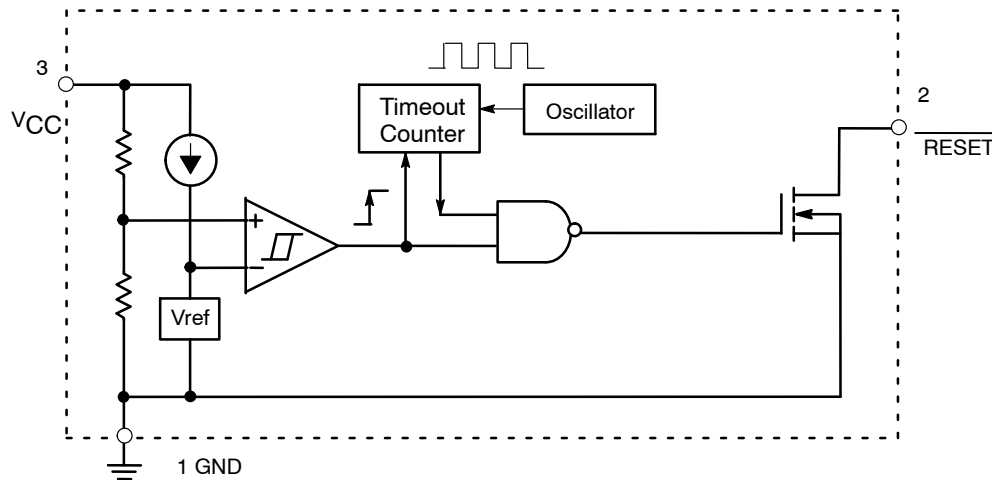 3
VCC
Timeout
Counter
Oscillator
2
RESET
+
−
Vref
1 GND